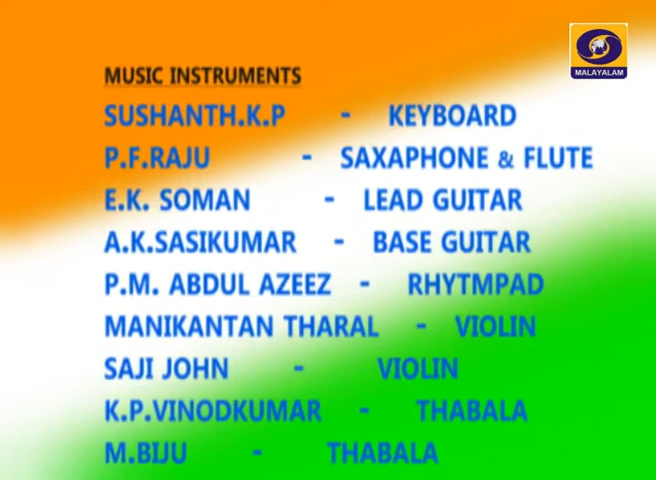 MALAYALAM
MUSIC INSTRUMENTS
SUSHANTH.K.P - KEYBOARD
P.F.RAJU - SAXAPHONE & FLUTE
E.K. SOMAN - LEAD GUITAR
A.K.SASIKUMAR - BASE GUITAR
P.M. ABDUL AZEEZ - RHYTMPAD
MANIKANTAN THARAL - VIOLIN
SAJI JOHN - VIOLIN
K.P.VINODKUMAR - THABALA
M.BIJU - THABALA